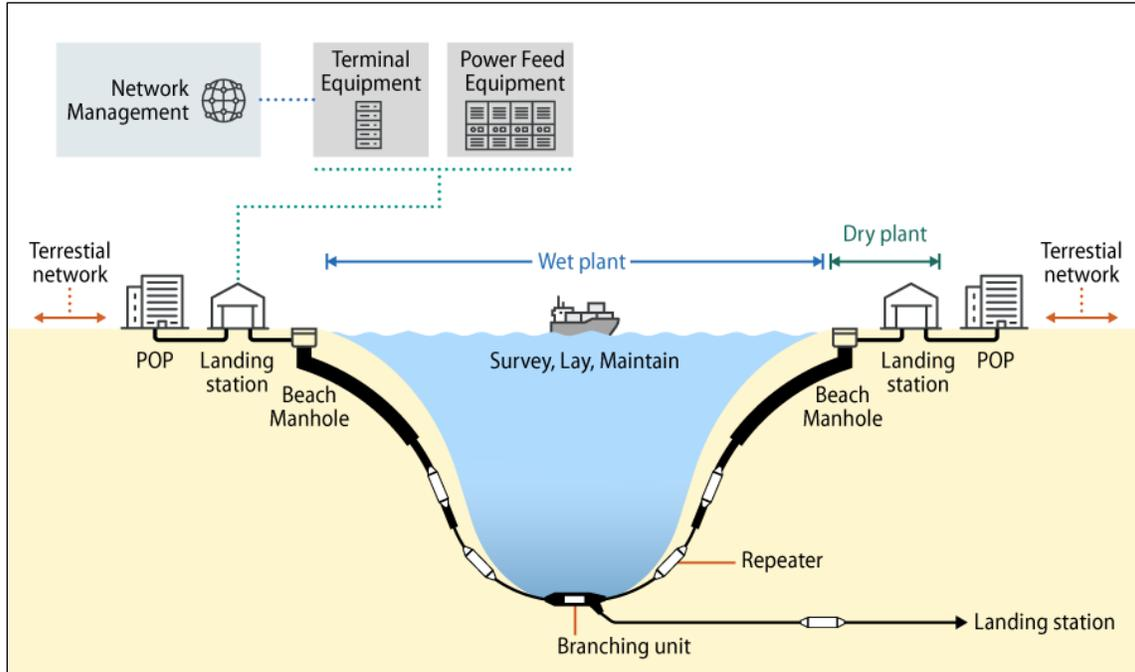 Network
Management
Terminal
Equipment
Power Feed
Equipment
Terrestial
network
Wet plant
Dry plant
Terrestial
network
POP
Landing
station
Beach
Manhole
Survey, Lay, Maintain
Beach
Manhole
Landing
station
POP
Repeater
Landing station
Branching unit